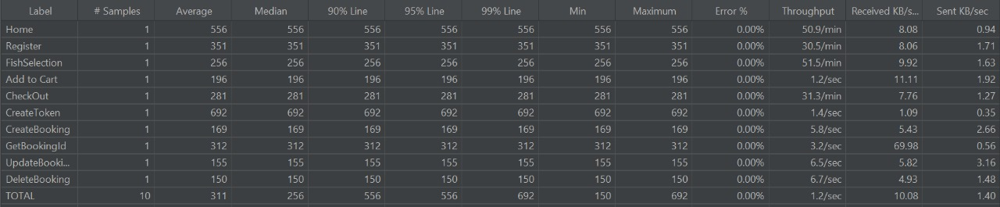 Label # Samples Average Median 90% Line 95% Line 99% Line Min Maximum Error % Throughput Received KB/s... Sent KB/sec
Home 1 556 556 556 556 556 556 556 0.00% 50.9/min 8.08 0.94
Register 1 351 351 351 351 351 351 351 0.00% 30.5/min 8.06 1.71
FishSelection 1 256 256 256 256 256 256 256 0.00% 51.5/min 9.92 1.63
Add to Cart 1 196 196 196 196 196 196 196 0.00% 1.2/sec 11.11 1.92
CheckOut 1 281 281 281 281 281 281 281 0.00% 31.3/min 7.76 1.27
CreateToken 1 692 692 692 692 692 692 692 0.00% 1.4/sec 1.09 0.35
CreateBooking 1 169 169 169 169 169 169 169 0.00% 5.8/sec 5.43 2.66
GetBookingId 1 312 312 312 312 312 312 312 0.00% 3.2/sec 69.98 0.56
UpdateBooki... 1 155 155 155 155 155 155 155 0.00% 6.5/sec 5.82 3.16
DeleteBooking 1 150 150 150 150 150 150 150 0.00% 6.7/sec 4.93 1.48
TOTAL 10 311 256 556 556 692 150 692 0.00% 1.2/sec 10.08 1.40